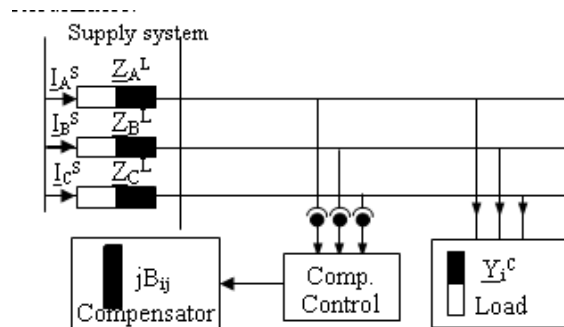 Supply system
I_A^S Z_A^L
I_B^S Z_B^L
I_C^S Z_C^L
jB_ij
Compensator
Comp.
Control
Y_i^C
Load